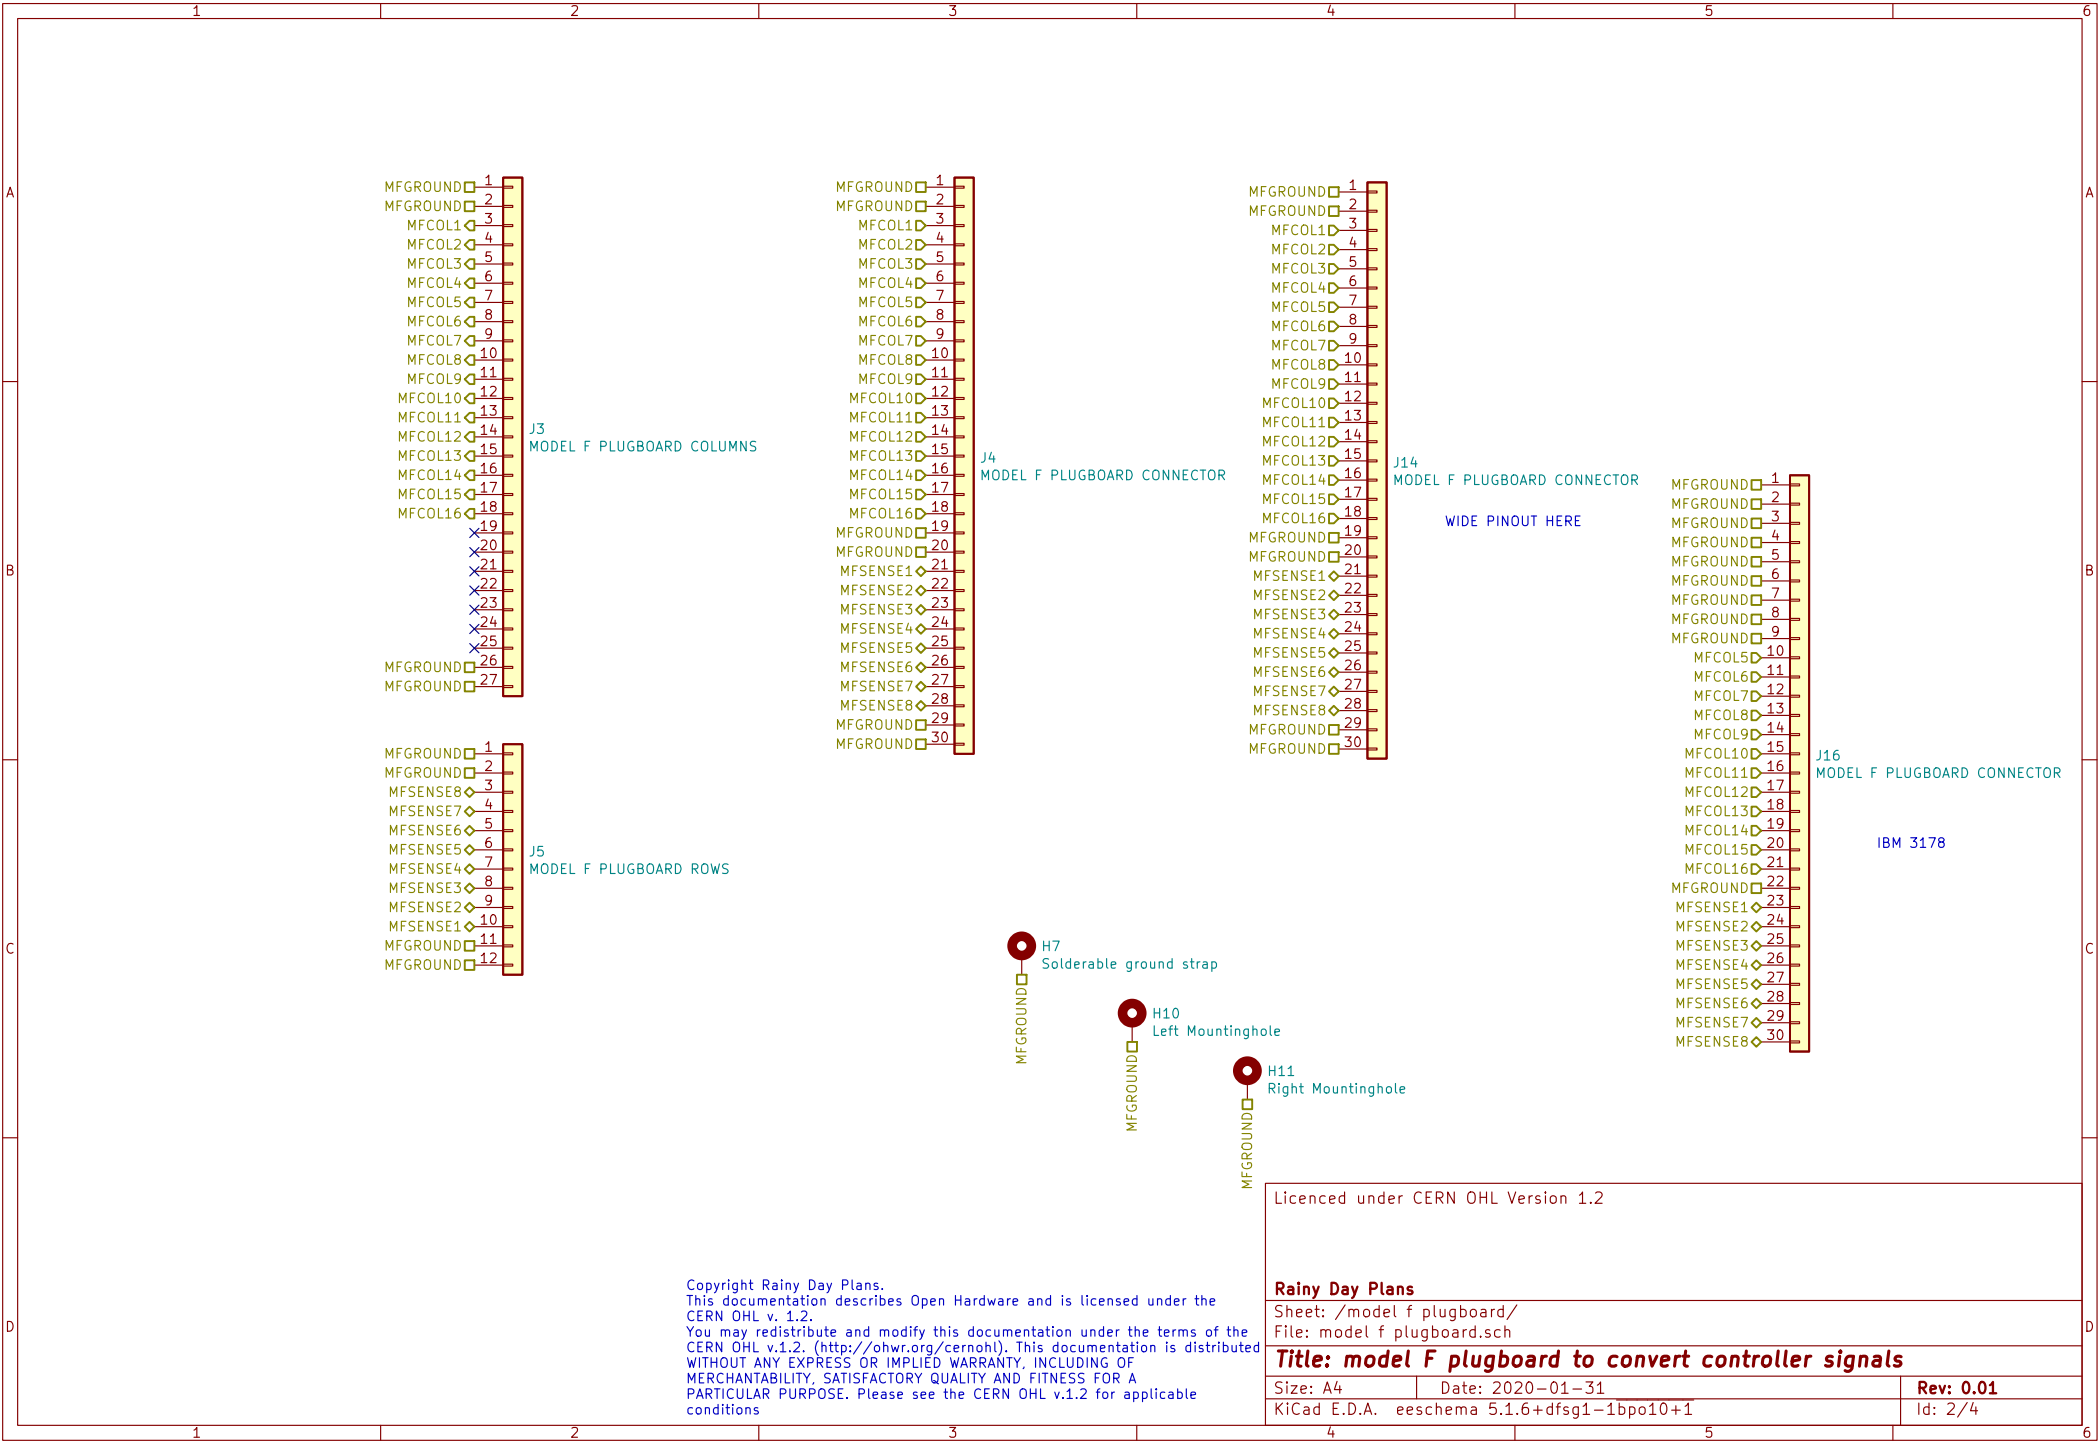 1 2 3 4 5 6
A
B
C
D
MFGROUND 1
MFGROUND 2
MFCOL1 3
MFCOL2 4
MFCOL3 5
MFCOL4 6
MFCOL5 7
MFCOL6 8
MFCOL7 9
MFCOL8 10
MFCOL9 11
MFCOL10 12
MFCOL11 13
MFCOL12 14
MFCOL13 15
MFCOL14 16
MFCOL15 17
MFCOL16 18
19
20
21
22
23
24
25
MFGROUND 26
MFGROUND 27
J3
MODEL F PLUGBOARD COLUMNS
MFGROUND 1
MFGROUND 2
MFSENSE8 3
MFSENSE7 4
MFSENSE6 5
MFSENSE5 6
MFSENSE4 7
MFSENSE3 8
MFSENSE2 9
MFSENSE1 10
MFGROUND 11
MFGROUND 12
J5
MODEL F PLUGBOARD ROWS
MFGROUND 1
MFGROUND 2
MFCOL1 3
MFCOL2 4
MFCOL3 5
MFCOL4 6
MFCOL5 7
MFCOL6 8
MFCOL7 9
MFCOL8 10
MFCOL9 11
MFCOL10 12
MFCOL11 13
MFCOL12 14
MFCOL13 15
MFCOL14 16
MFCOL15 17
MFCOL16 18
MFGROUND 19
MFGROUND 20
MFSENSE1 21
MFSENSE2 22
MFSENSE3 23
MFSENSE4 24
MFSENSE5 25
MFSENSE6 26
MFSENSE7 27
MFSENSE8 28
MFGROUND 29
MFGROUND 30
J4
MODEL F PLUGBOARD CONNECTOR
MFGROUND 1
MFGROUND 2
MFCOL1 3
MFCOL2 4
MFCOL3 5
MFCOL4 6
MFCOL5 7
MFCOL6 8
MFCOL7 9
MFCOL8 10
MFCOL9 11
MFCOL10 12
MFCOL11 13
MFCOL12 14
MFCOL13 15
MFCOL14 16
MFCOL15 17
MFCOL16 18
MFGROUND 19
MFGROUND 20
MFSENSE1 21
MFSENSE2 22
MFSENSE3 23
MFSENSE4 24
MFSENSE5 25
MFSENSE6 26
MFSENSE7 27
MFSENSE8 28
MFGROUND 29
MFGROUND 30
J14
MODEL F PLUGBOARD CONNECTOR
WIDE PINOUT HERE
MFGROUND 1
MFGROUND 2
MFGROUND 3
MFGROUND 4
MFGROUND 5
MFGROUND 6
MFGROUND 7
MFGROUND 8
MFGROUND 9
MFCOL5 10
MFCOL6 11
MFCOL7 12
MFCOL8 13
MFCOL9 14
MFCOL10 15
MFCOL11 16
MFCOL12 17
MFCOL13 18
MFCOL14 19
MFCOL15 20
MFCOL16 21
MFGROUND 22
MFSENSE1 23
MFSENSE2 24
MFSENSE3 25
MFSENSE4 26
MFSENSE5 27
MFSENSE6 28
MFSENSE7 29
MFSENSE8 30
J16
MODEL F PLUGBOARD CONNECTOR
IBM 3178
H7
Solderable ground strap
MFGROUND
H10
Left Mountinghole
MFGROUND
H11
Right Mountinghole
MFGROUND
Copyright Rainy Day Plans.
This documentation describes Open Hardware and is licensed under the
CERN OHL v. 1.2.
You may redistribute and modify this documentation under the terms of the
CERN OHL v.1.2. (http://ohwr.org/cernohl). This documentation is distributed
WITHOUT ANY EXPRESS OR IMPLIED WARRANTY, INCLUDING OF
MERCHANTABILITY, SATISFACTORY QUALITY AND FITNESS FOR A
PARTICULAR PURPOSE. Please see the CERN OHL v.1.2 for applicable
conditions
Licenced under CERN OHL Version 1.2
Rainy Day Plans
Sheet: /model f plugboard/
File: model f plugboard.sch
Title: model F plugboard to convert controller signals
Size: A4 Date: 2020-01-31 Rev: 0.01
KiCad E.D.A. eeschema 5.1.6+dfsg1-1bpo10+1 Id: 2/4
A
B
C
D
1 2 3 4 5 6